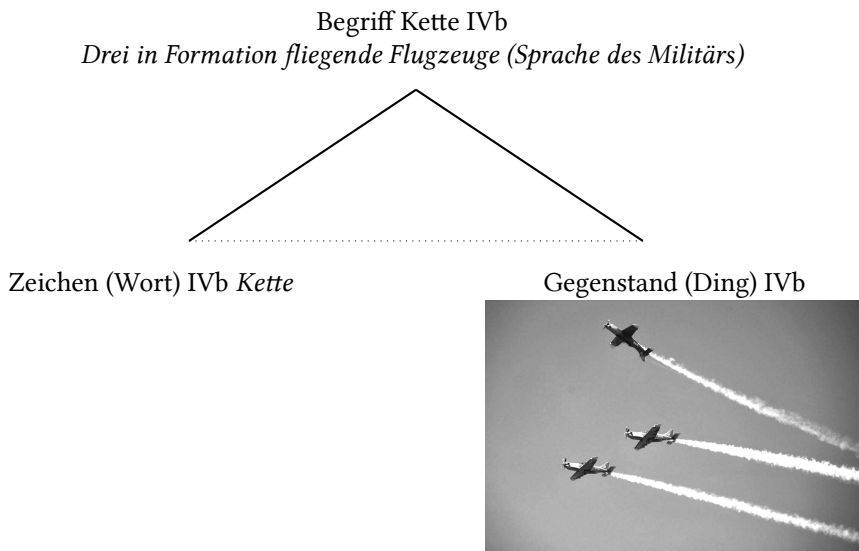 Begriff Kette IVb
Drei in Formation fliegende Flugzeuge (Sprache des Militärs)
Zeichen (Wort) IVb Kette
Gegenstand (Ding) IVb